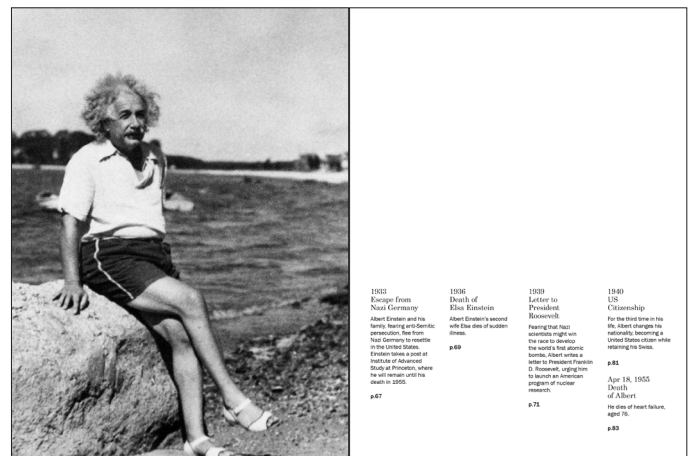 1933
Escape from
Nazi Germany
Albert Einstein and his
family, fearing anti-Semitic
persecution, flee from
Nazi Germany to resettle
in the United States.
Einstein takes a post at
Institute of Advanced
Study at Princeton, where
he will remain until his
death in 1955.
p.67
1936
Death of
Elsa Einstein
Albert Einstein's second
wife Elsa dies of sudden
illness.
p.69
1939
Letter to
President
Roosevelt
Fearing that Nazi
scientists might win
the race to develop
the world's first atomic
bombs, Albert writes a
letter to President Franklin
D. Roosevelt, urging him
to launch an American
program of nuclear
research.
p.71
1940
US
Citizenship
For the third time in his
life, Albert changes his
nationality; becoming a
United States citizen while
retaining his Swiss.
p.81
Apr 18, 1955
Death
of Albert
He dies of heart failure,
aged 76.
p.83